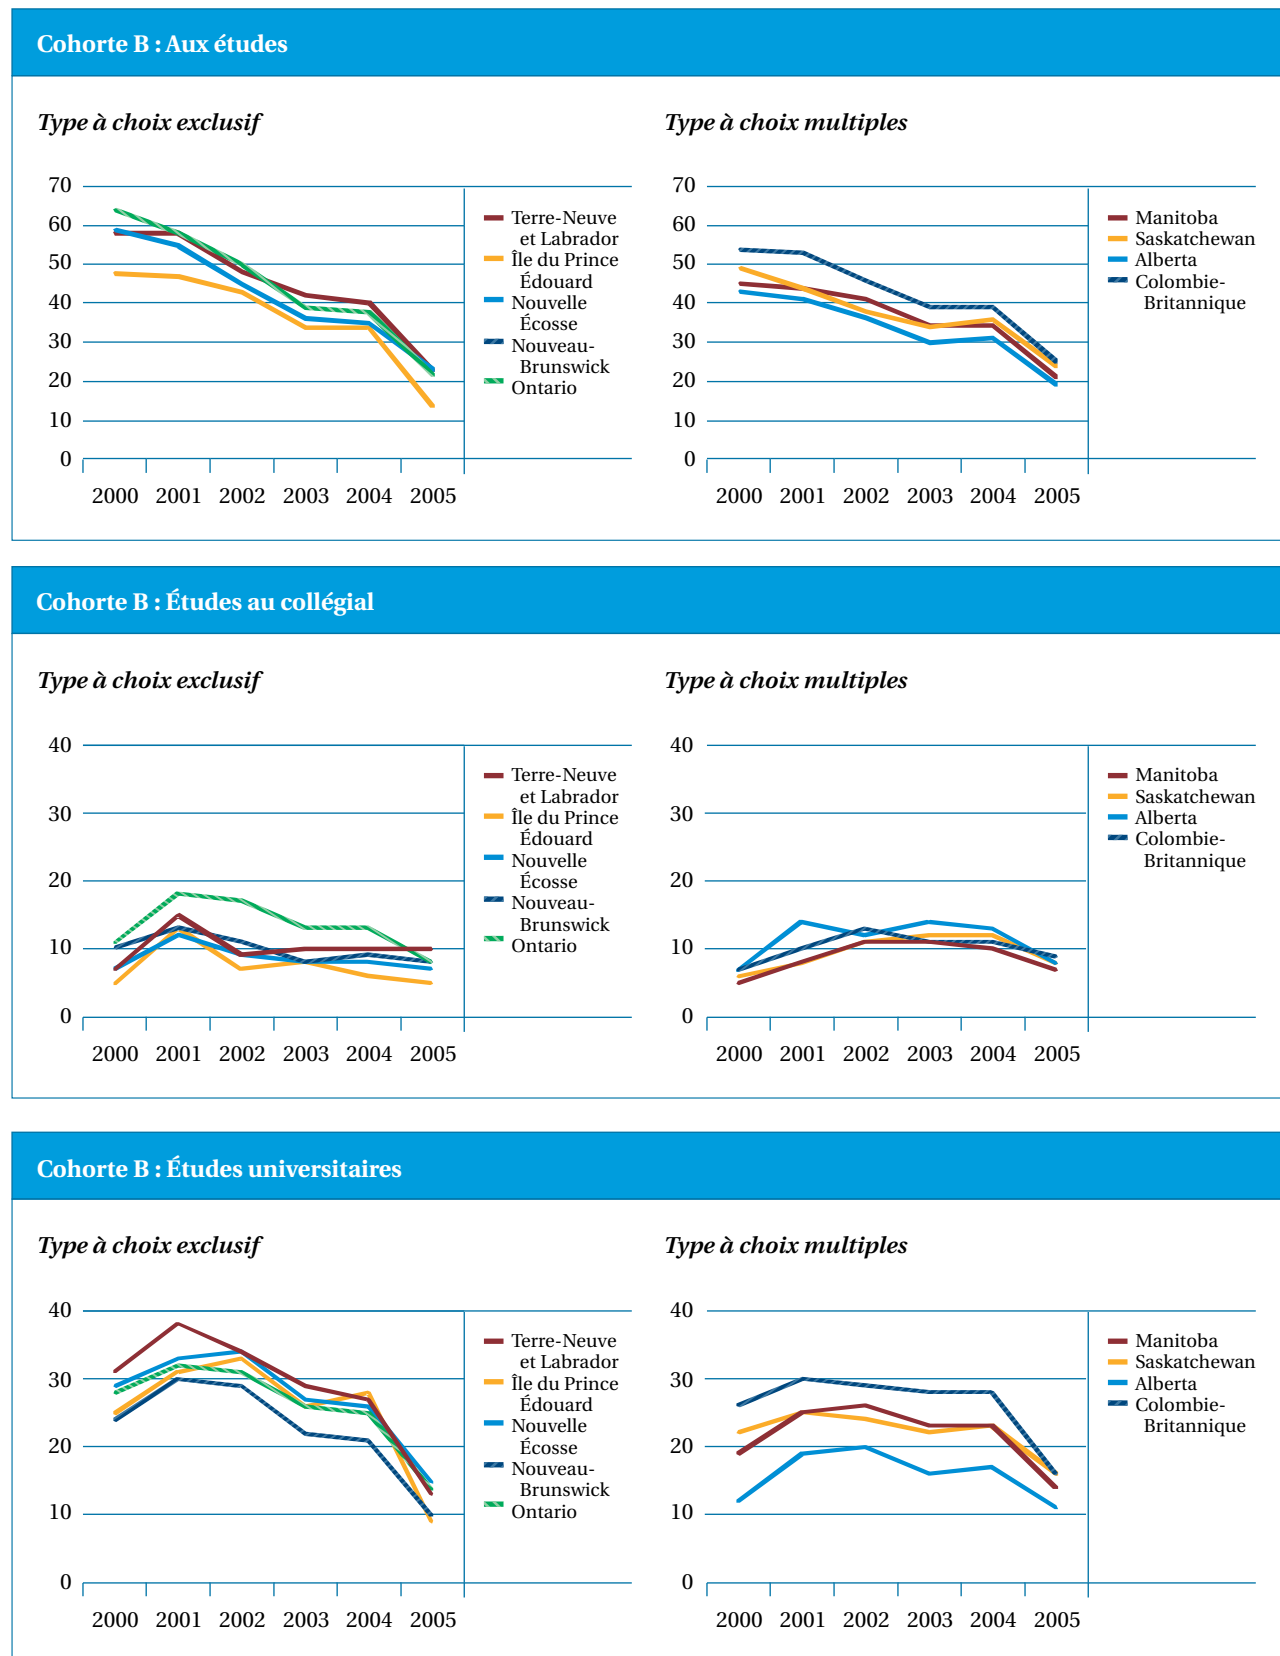 Cohorte B : Aux études
Type à choix exclusif
70
60
50
40
30
20
10
0
2000 2001 2002 2003 2004 2005
Terre-Neuve
et Labrador
Île du Prince
Édouard
Nouvelle
Écosse
Nouveau-
Brunswick
Ontario
Type à choix multiples
70
60
50
40
30
20
10
0
2000 2001 2002 2003 2004 2005
Manitoba
Saskatchewan
Alberta
Colombie-
Britannique
Cohorte B : Études au collégial
Type à choix exclusif
40
30
20
10
0
2000 2001 2002 2003 2004 2005
Terre-Neuve
et Labrador
Île du Prince
Édouard
Nouvelle
Écosse
Nouveau-
Brunswick
Ontario
Type à choix multiples
40
30
20
10
0
2000 2001 2002 2003 2004 2005
Manitoba
Saskatchewan
Alberta
Colombie-
Britannique
Cohorte B : Études universitaires
Type à choix exclusif
40
30
20
10
0
2000 2001 2002 2003 2004 2005
Terre-Neuve
et Labrador
Île du Prince
Édouard
Nouvelle
Écosse
Nouveau-
Brunswick
Ontario
Type à choix multiples
40
30
20
10
0
2000 2001 2002 2003 2004 2005
Manitoba
Saskatchewan
Alberta
Colombie-
Britannique